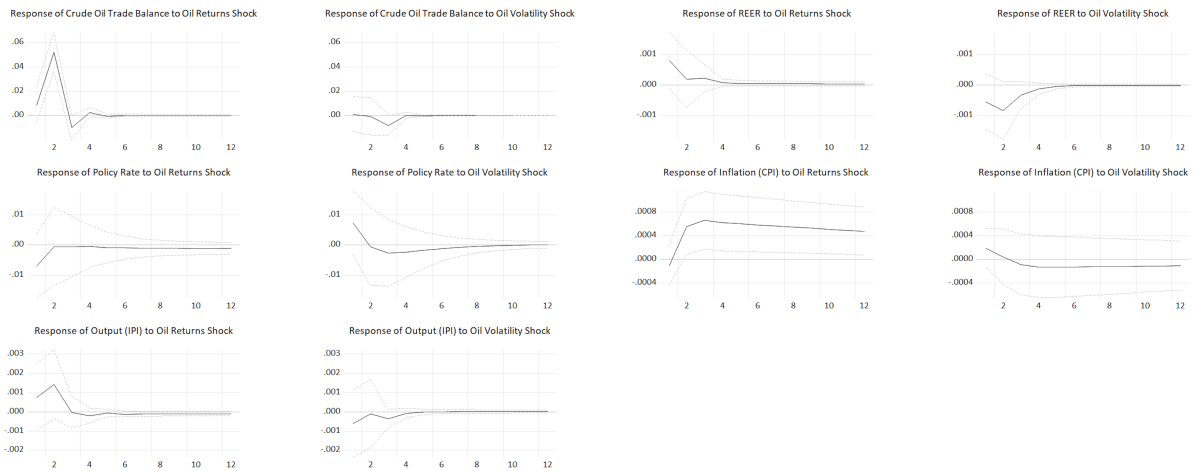 Response of Crude Oil Trade Balance to Oil Returns Shock
.06
.04
.02
.00
2 4 6 8 10 12
Response of Crude Oil Trade Balance to Oil Volatility Shock
.06
.04
.02
.00
2 4 6 8 10 12
Response of REER to Oil Returns Shock
.001
.000
-.001
2 4 6 8 10 12
Response of REER to Oil Volatility Shock
.001
.000
-.001
2 4 6 8 10 12
Response of Policy Rate to Oil Returns Shock
.01
.00
-.01
2 4 6 8 10 12
Response of Policy Rate to Oil Volatility Shock
.01
.00
-.01
2 4 6 8 10 12
Response of Inflation (CPI) to Oil Returns Shock
.0008
.0004
.0000
-.0004
2 4 6 8 10 12
Response of Inflation (CPI) to Oil Volatility Shock
.0008
.0004
.0000
-.0004
2 4 6 8 10 12
Response of Output (IPI) to Oil Returns Shock
.003
.002
.001
.000
-.001
-.002
2 4 6 8 10 12
Response of Output (IPI) to Oil Volatility Shock
.003
.002
.001
.000
-.001
-.002
2 4 6 8 10 12